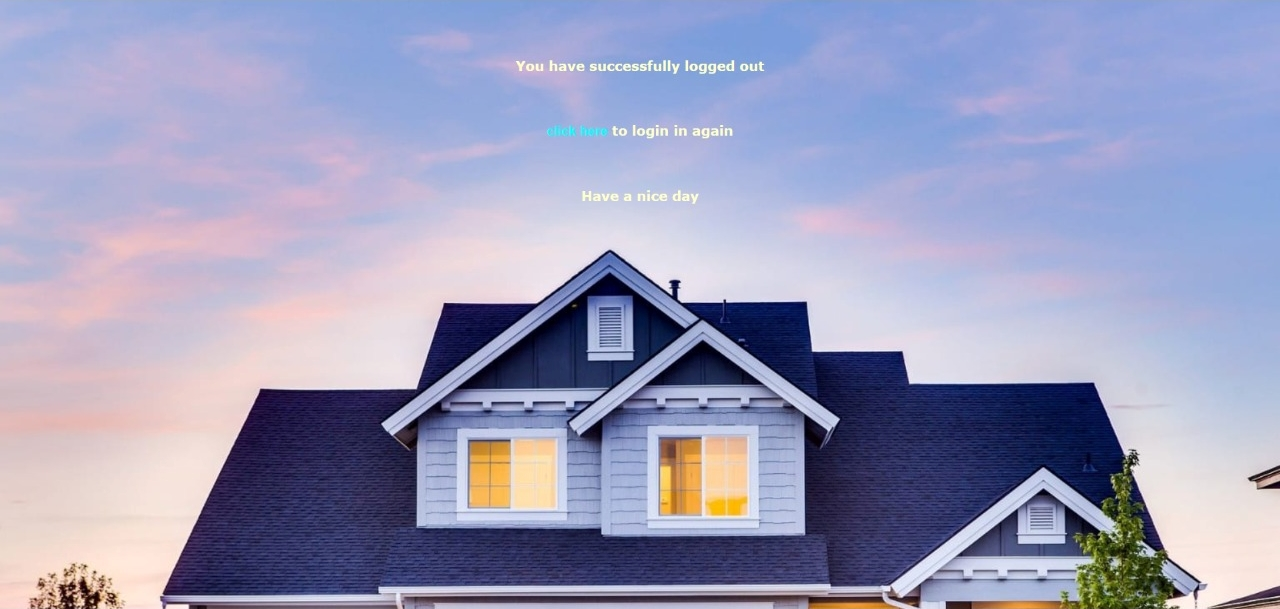 You have successfully logged out
click here to login in again
Have a nice day